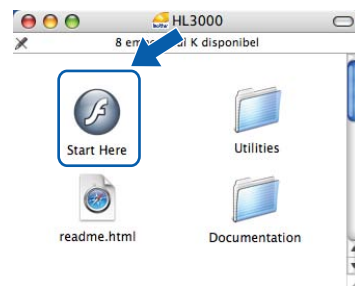 HL3000
8 em
l K disponibel
Start Here
Utilities
readme.html
Documentation